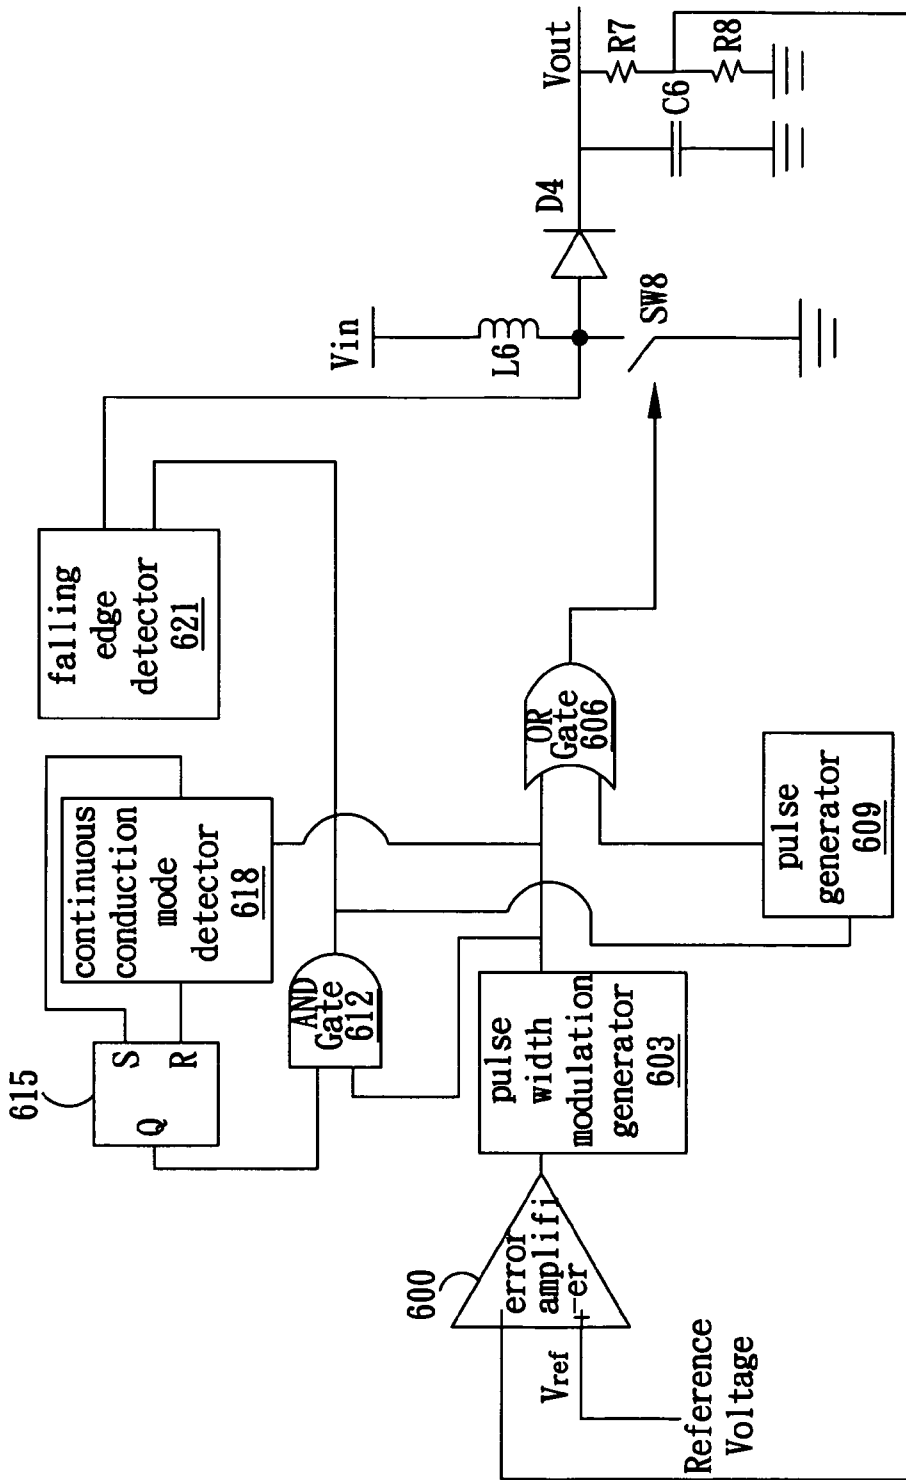 615
S
R
Q
continuous
conduction
mode
detector
618
falling
edge
detector
621
AND
Gate
612
Vin
L6
D4
Vout
R7
R8
C6
SW8
600
error
amplifi
-er
+
Vref
Reference
Voltage
pulse
width
modulation
generator
603
OR
Gate
606
pulse
generator
609